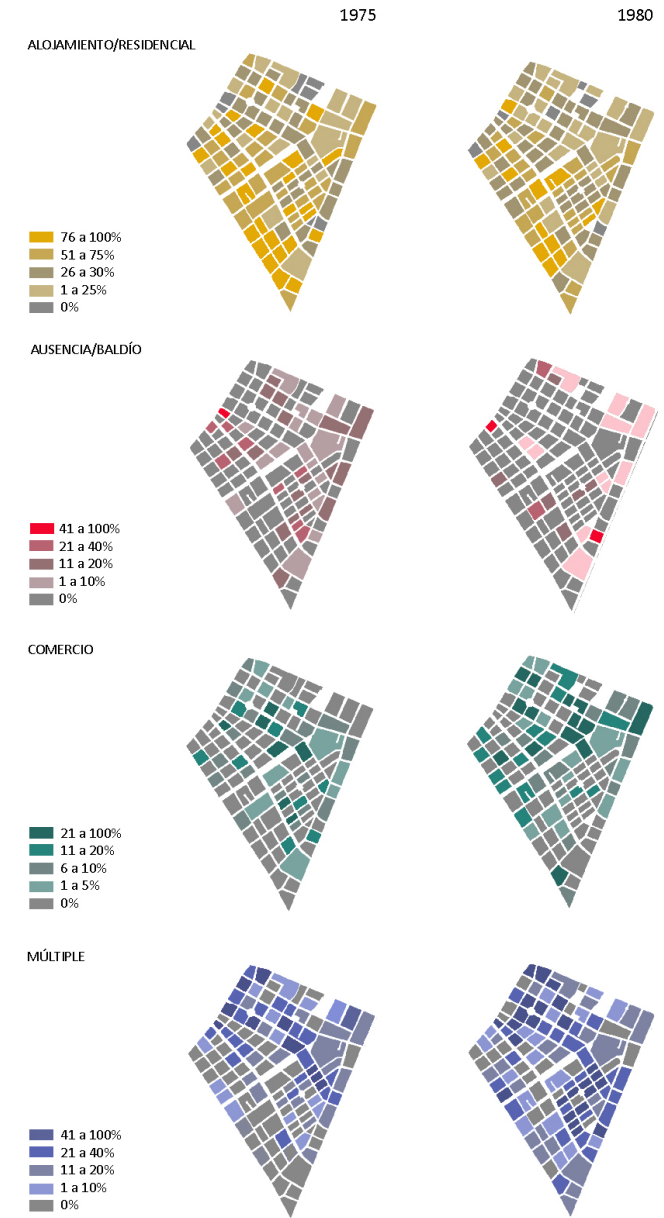 1975
1980
ALOJAMIENTO/RESIDENCIAL
76 a 100%
51 a 75%
26 a 30%
1 a 25%
0%
AUSENCIA/BALDÍO
41 a 100%
21 a 40%
11 a 20%
1 a 10%
0%
COMERCIO
21 a 100%
11 a 20%
6 a 10%
1 a 5%
0%
MÚLTIPLE
41 a 100%
21 a 40%
11 a 20%
1 a 10%
0%